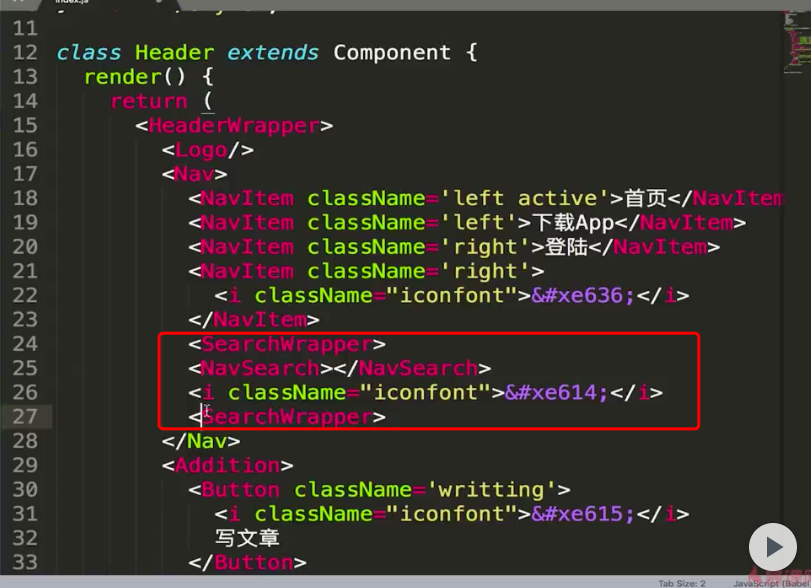 index.js
11
12 class Header extends Component {
13 render() {
14 return (
15 <HeaderWrapper>
16 <Logo/>
17 <Nav>
18 <NavItem className='left active'>首页</NavItem
19 <NavItem className='left'>下载App</NavItem>
20 <NavItem className='right'>登陆</NavItem>
21 <NavItem className='right'>
22 <i className="iconfont">&#xe636;</i>
23 </NavItem>
24 <SearchWrapper>
25 <NavSearch></NavSearch>
26 <i className="iconfont">&#xe614;</i>
27 <SearchWrapper>
28 </Nav>
29 <Addition>
30 <Button className='writting'>
31 <i className="iconfont">&#xe615;</i>
32 写文章
33 </Button>
Tab Size: 2 JavaScript (Babel